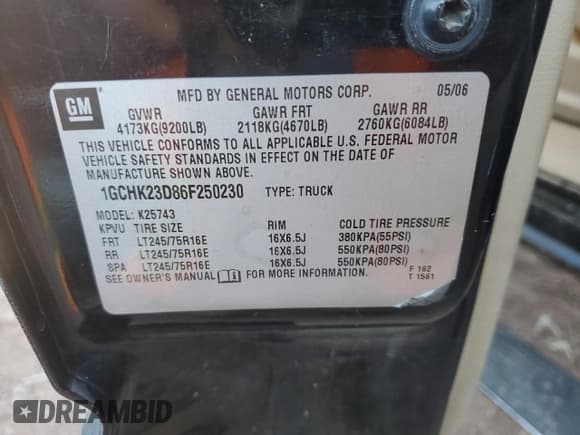 GM
MFD BY GENERAL MOTORS CORP. 05/06
GVWR GAWR FRT GAWR RR
4173KG(9200LB) 2118KG(4670LB) 2760KG(6084LB)
THIS VEHICLE CONFORMS TO ALL APPLICABLE U.S. FEDERAL MOTOR
VEHICLE SAFETY STANDARDS IN EFFECT ON THE DATE OF
MANUFACTURE SHOWN ABOVE.
1GCHK23D86F250230 TYPE: TRUCK
MODEL: K25743
KPVU TIRE SIZE RIM COLD TIRE PRESSURE
FRT LT245/75R16E 16X6.5J 380KPA(55PSI)
RR LT245/75R16E 16X6.5J 550KPA(80PSI)
SPA LT245/75R16E 16X6.5J 550KPA(80PSI)
SEE OWNER'S MANUAL FOR MORE INFORMATION.
F 162
T 1561
DREAMBID